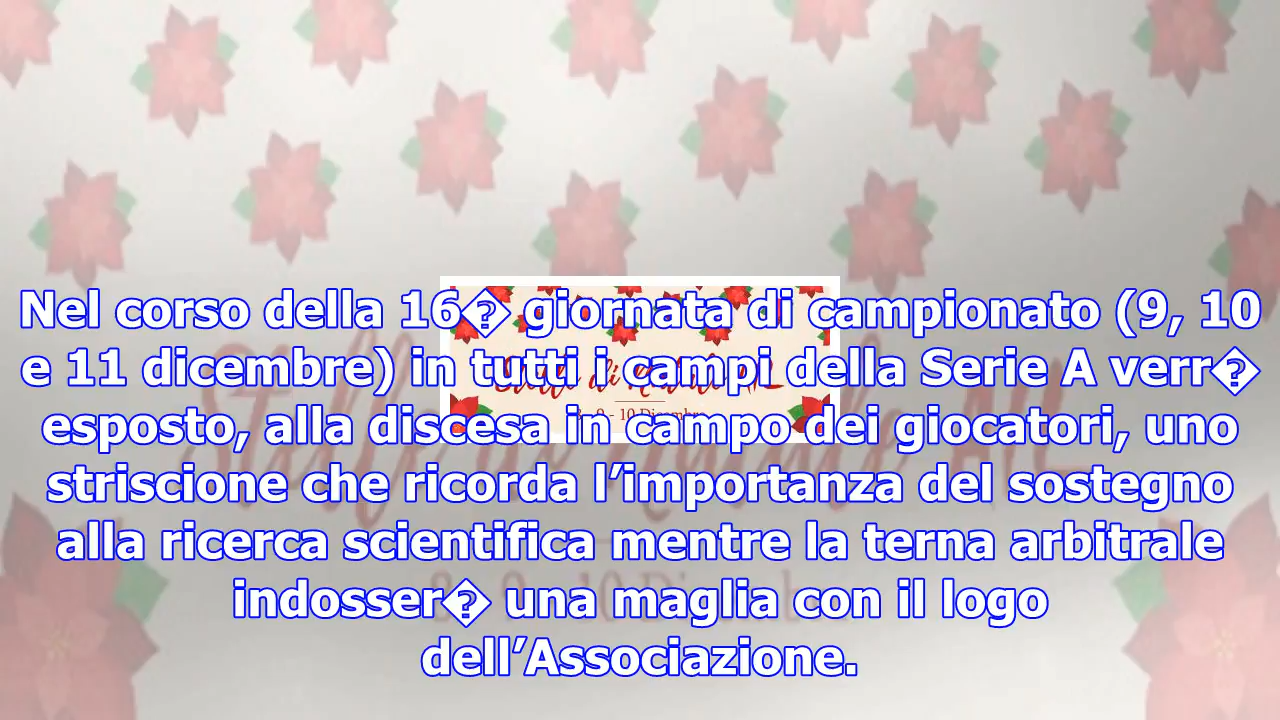 Nel corso della 16� giornata di campionato (9, 10
e 11 dicembre) in tutti i campi della Serie A verr�
esposto, alla discesa in campo dei giocatori, uno
striscione che ricorda l’importanza del sostegno
alla ricerca scientifica mentre la terna arbitrale
indosser� una maglia con il logo
dell’Associazione.